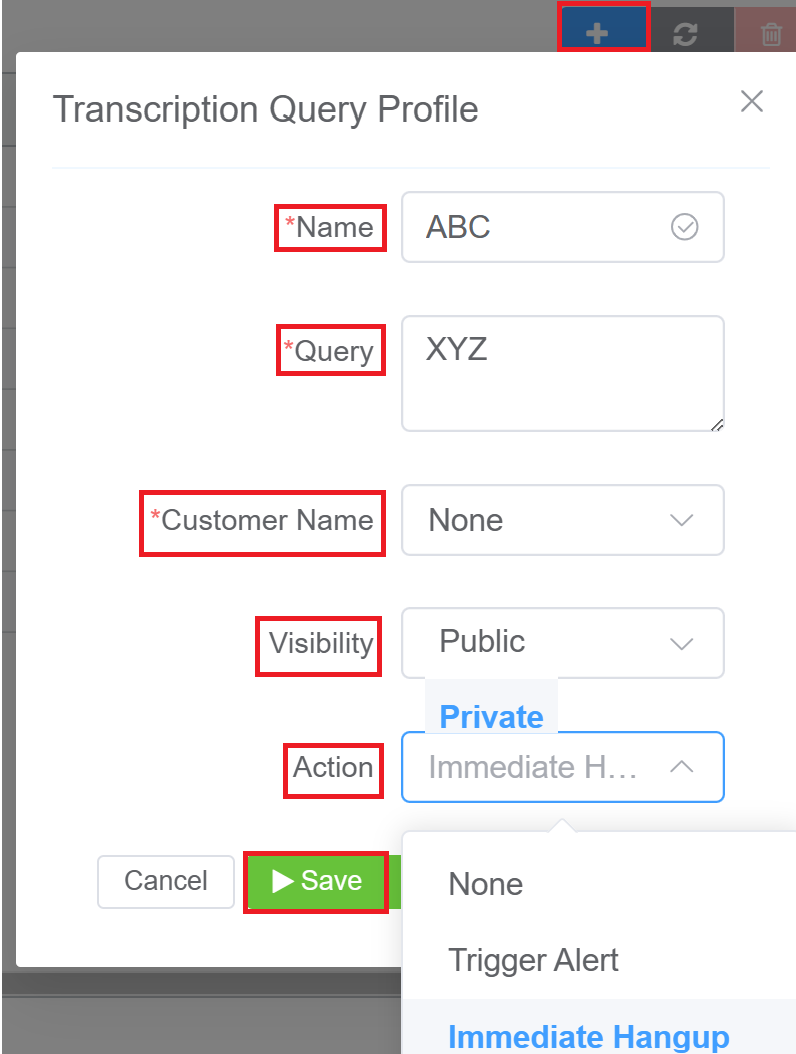 Transcription Query Profile
*Name ABC
*Query XYZ
*Customer Name None
Visibility Public
Private
Action Immediate H...
Cancel Save
None
Trigger Alert
Immediate Hangup